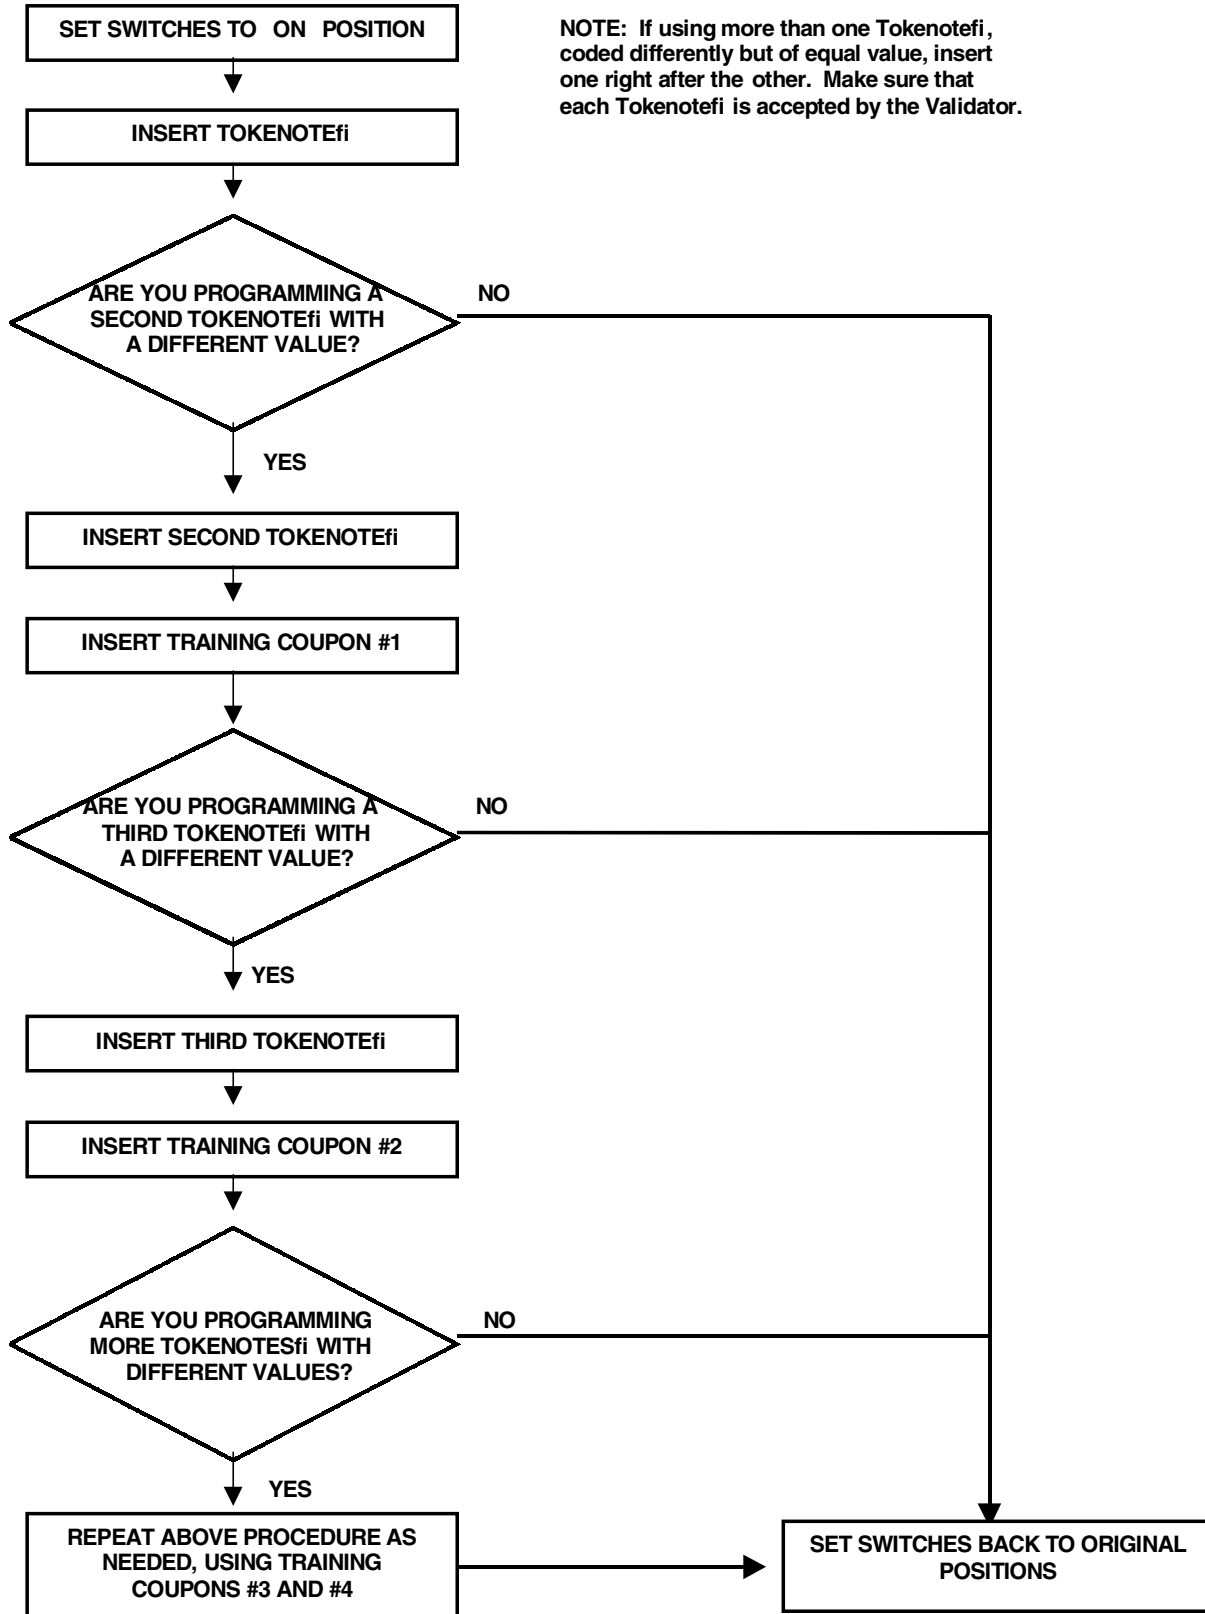 SET SWITCHES TO ON POSITION
NOTE: If using more than one Tokenotefi,
coded differently but of equal value, insert
one right after the other. Make sure that
each Tokenotefi is accepted by the Validator.
INSERT TOKENOTEfi
ARE YOU PROGRAMMING A
SECOND TOKENOTEfi WITH
A DIFFERENT VALUE?
NO
YES
INSERT SECOND TOKENOTEfi
INSERT TRAINING COUPON #1
ARE YOU PROGRAMMING A
THIRD TOKENOTEfi WITH
A DIFFERENT VALUE?
NO
YES
INSERT THIRD TOKENOTEfi
INSERT TRAINING COUPON #2
ARE YOU PROGRAMMING
MORE TOKENOTESfi WITH
DIFFERENT VALUES?
NO
YES
REPEAT ABOVE PROCEDURE AS
NEEDED, USING TRAINING
COUPONS #3 AND #4
SET SWITCHES BACK TO ORIGINAL
POSITIONS